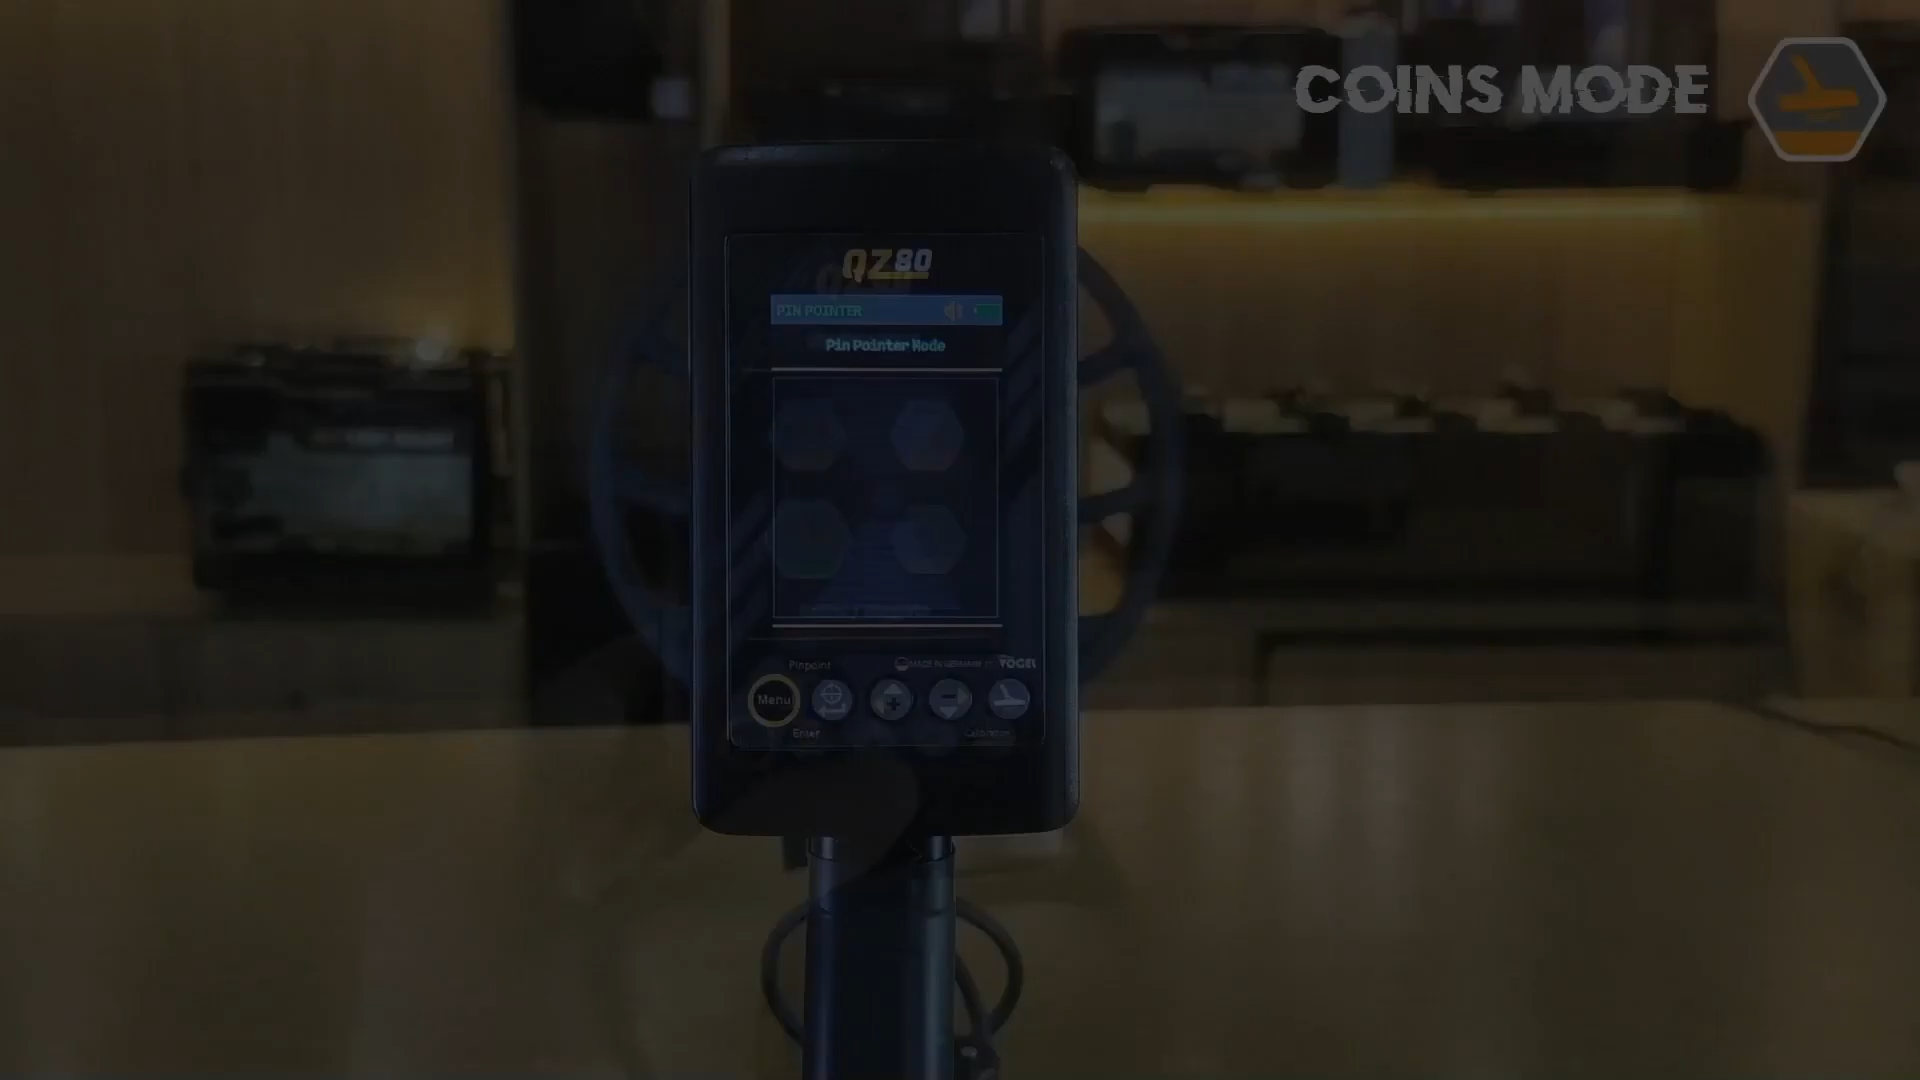 COINS MODE
QZ80
PIN POINTER
Pin Pointer Mode
Pinpoint
MADE IN GERMANY
VOGEL
Menu
Enter
Calibration